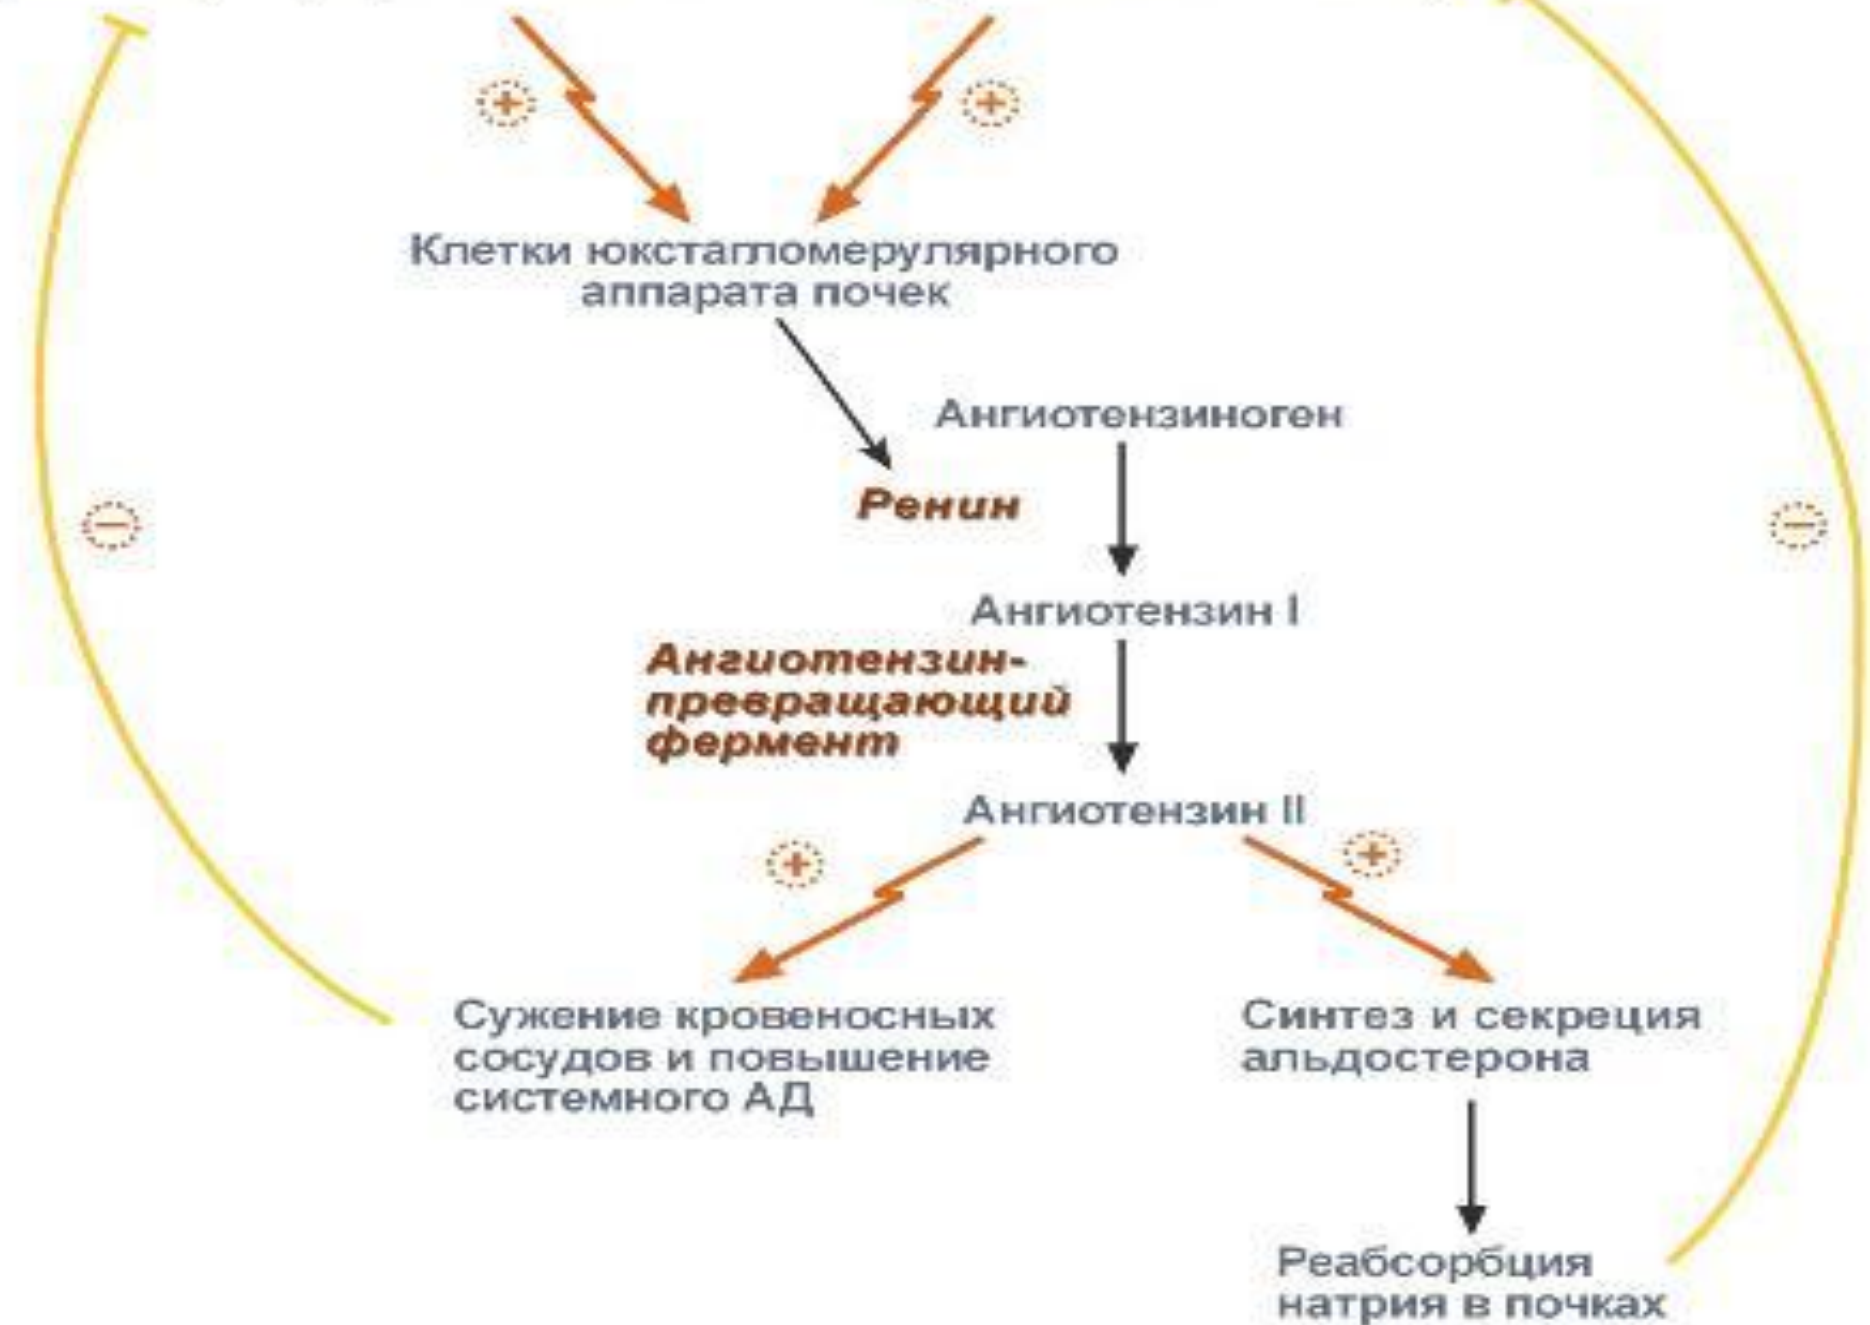 Клетки юкстагломерулярного
аппарата почек
Ангиотензиноген
Ренин
Ангиотензин I
Ангиотензин-
превращающий
фермент
Ангиотензин II
Сужение кровеносных
сосудов и повышение
системного АД
Синтез и секреция
альдостерона
Реабсорбция
натрия в почках